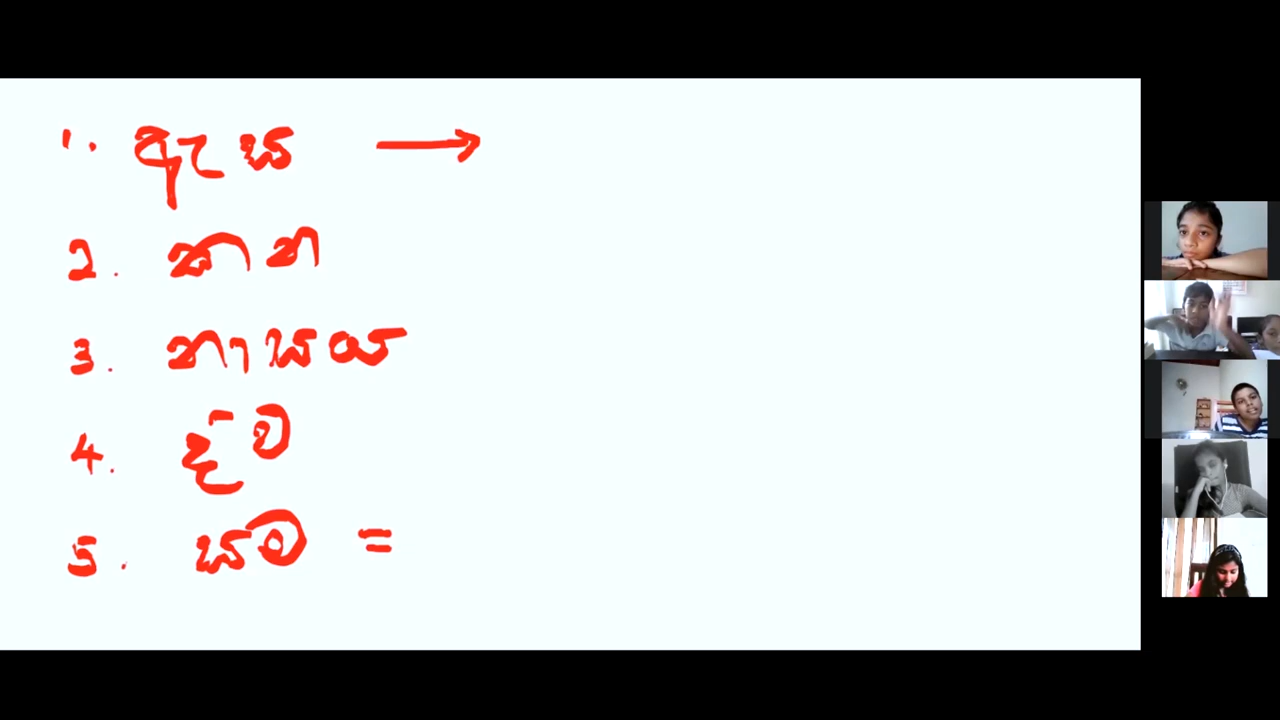 1. ඇස →
2. කන
3. නාසය
4. දිව
5. සම =